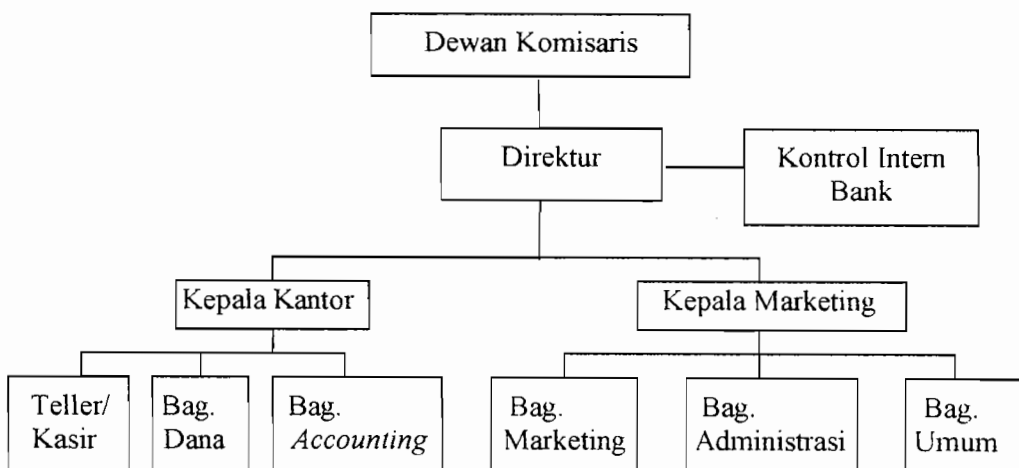 Dewan Komisaris
Direktur
Kontrol Intern
Bank
Kepala Kantor
Kepala Marketing
Teller/
Kasir
Bag.
Dana
Bag.
Accounting
Bag.
Marketing
Bag.
Administrasi
Bag.
Umum